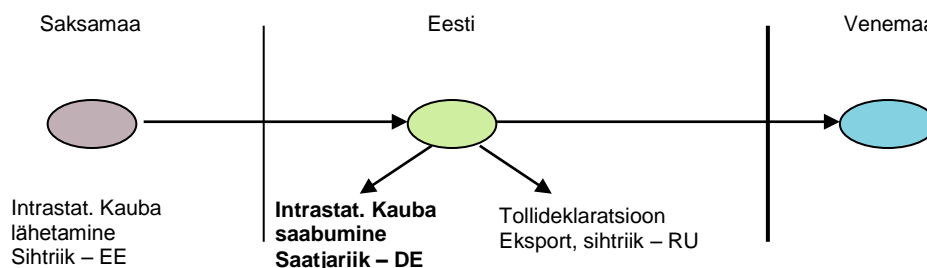 Saksamaa
Eesti
Venemaa
Intrastat. Kauba
lähetamine
Sihtriik – EE
Intrastat. Kauba
saabumine
Saatjariik – DE
Tollideklaratsioon
Eksport, sihtriik – RU